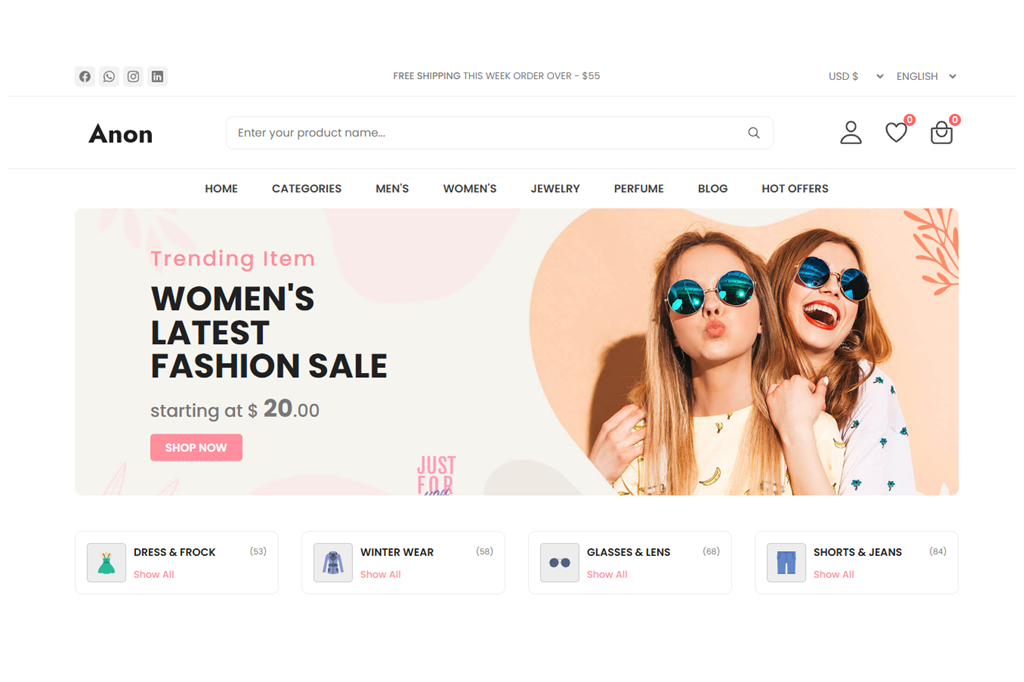 FREE SHIPPING THIS WEEK ORDER OVER - $55
USD $
ENGLISH
Anon
Enter your product name...
0
0
HOME CATEGORIES MEN'S WOMEN'S JEWELRY PERFUME BLOG HOT OFFERS
Trending Item
WOMEN'S
LATEST
FASHION SALE
starting at $ 20.00
SHOP NOW
JUST
FOR
you
DRESS & FROCK (53)
Show All
WINTER WEAR (58)
Show All
GLASSES & LENS (68)
Show All
SHORTS & JEANS (84)
Show All